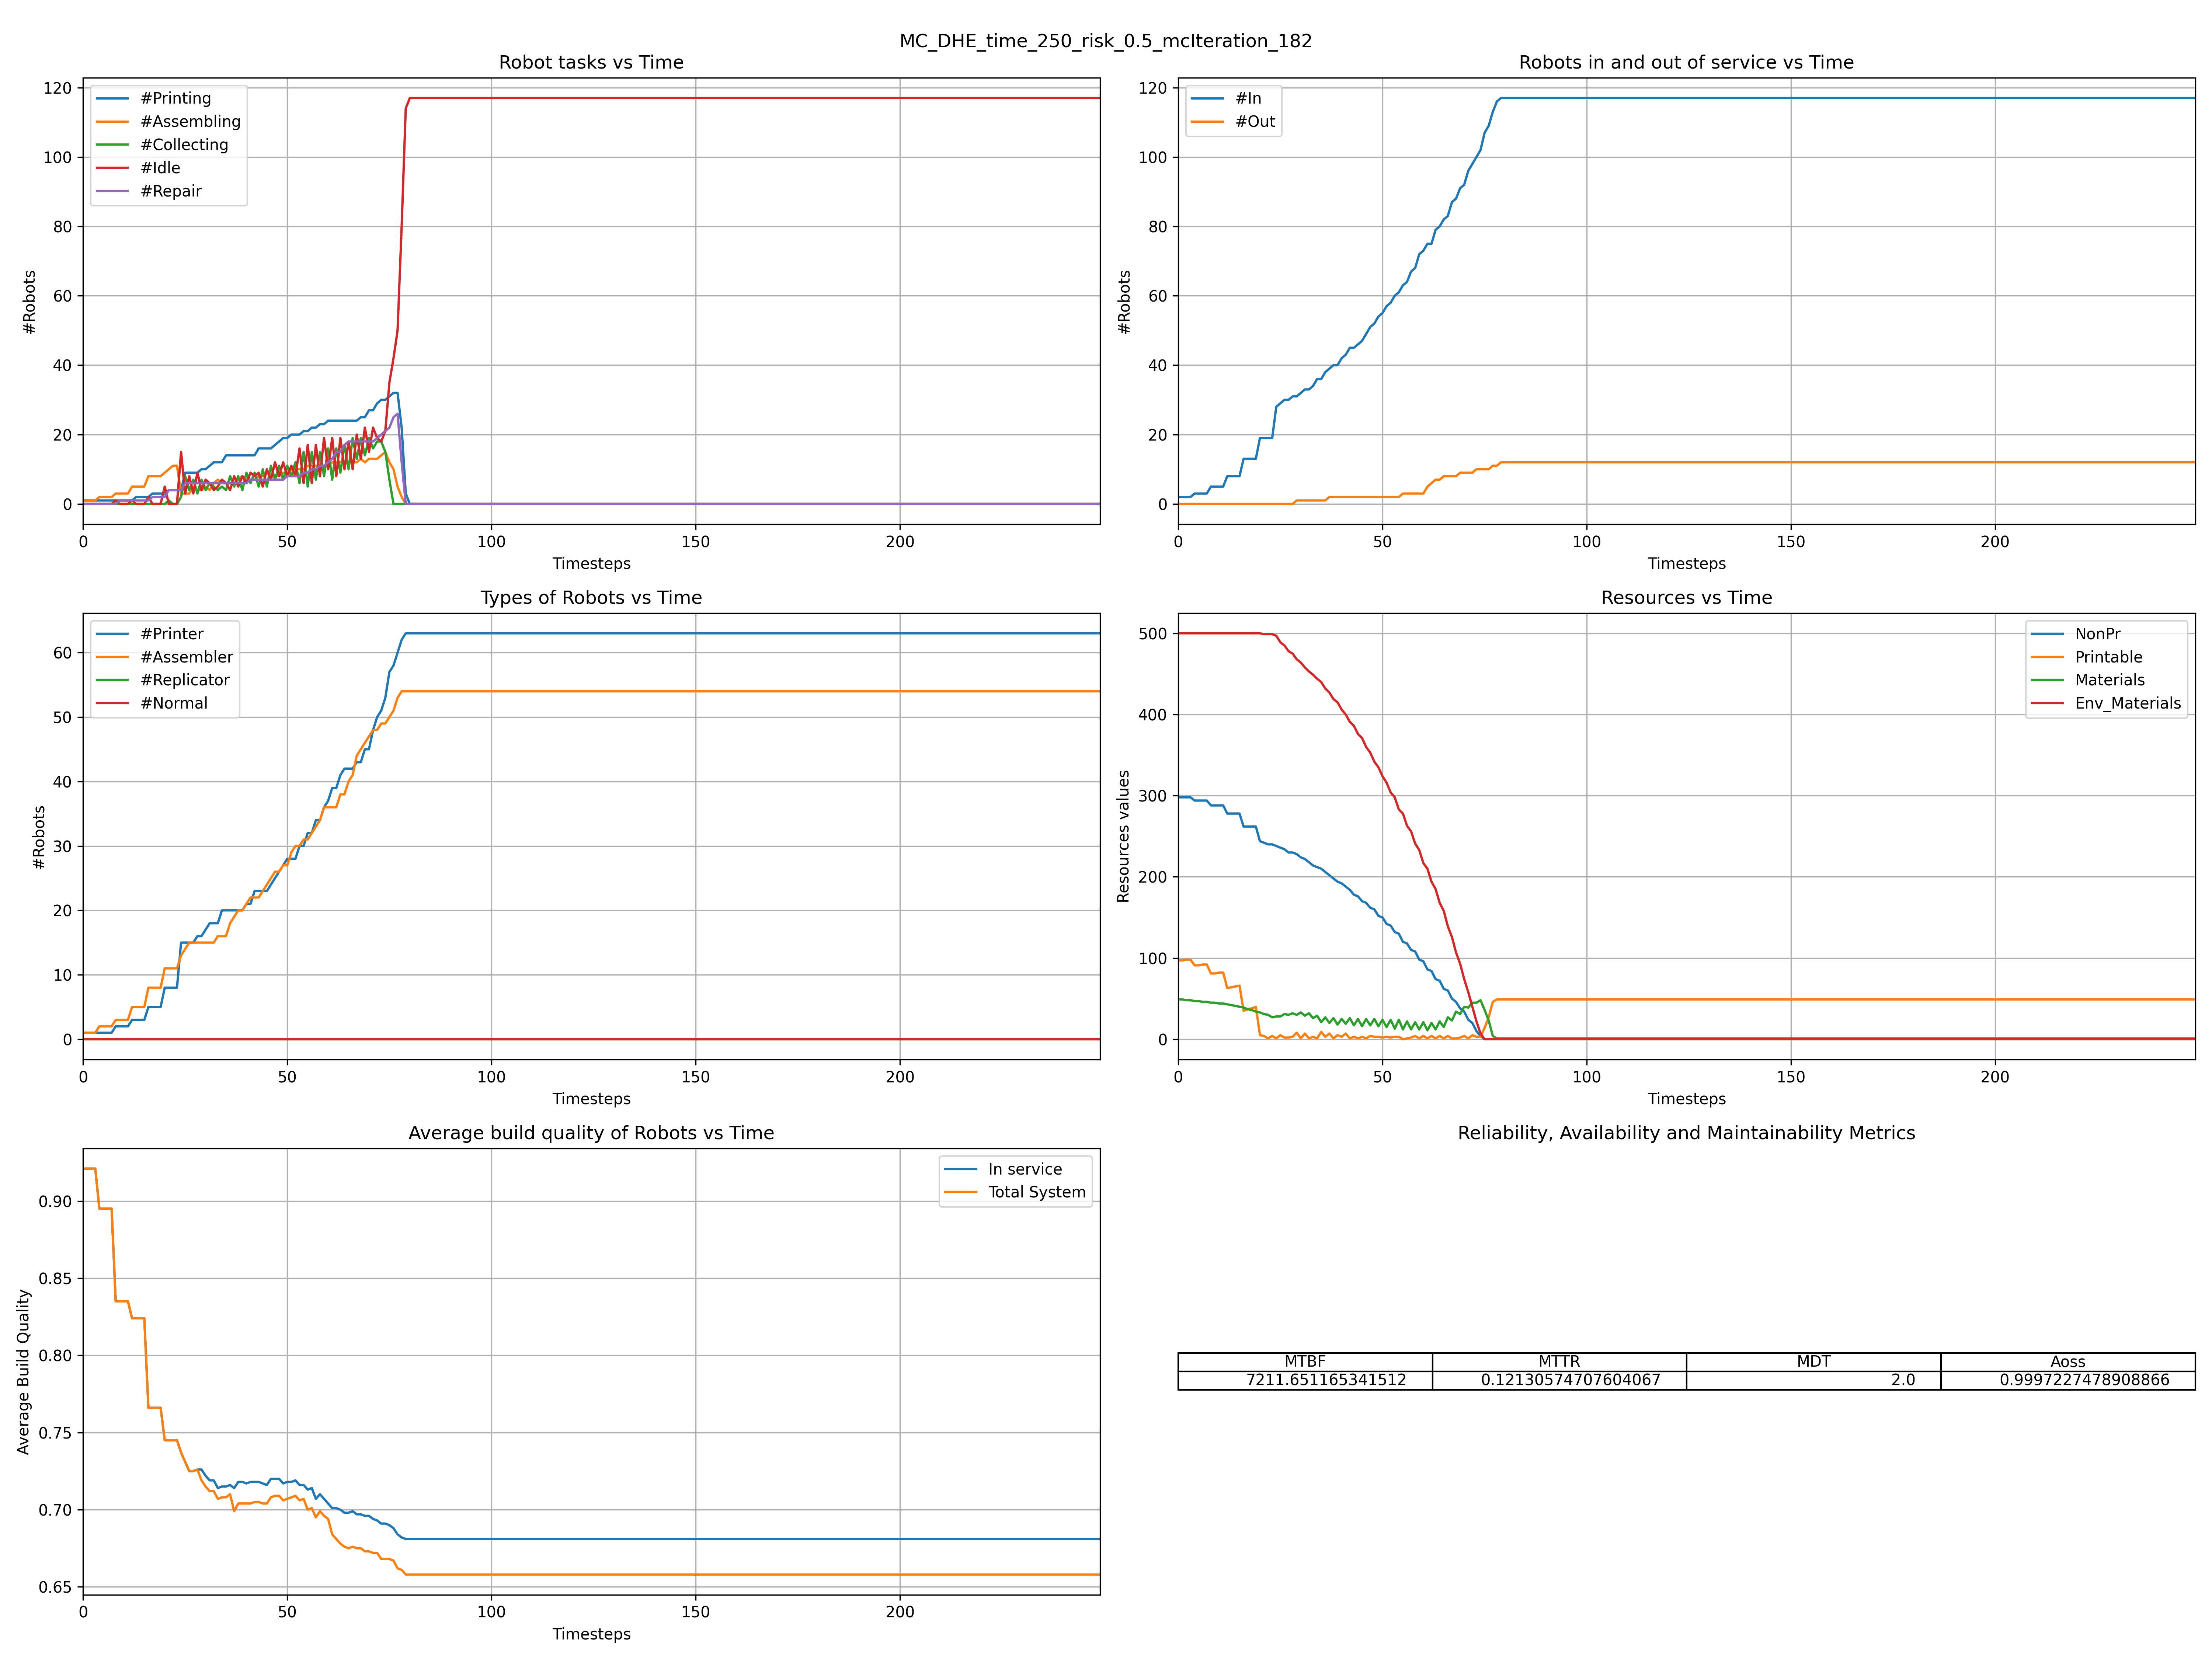 MC_DHE_time_250_risk_0.5_mcIteration_182
Robot tasks vs Time
120
100
80
60
40
20
0
#Robots
#Printing
#Assembling
#Collecting
#Idle
#Repair
0 50 100 150 200
Timesteps
Robots in and out of service vs Time
120
100
80
60
40
20
0
#Robots
#In
#Out
0 50 100 150 200
Timesteps
Types of Robots vs Time
60
50
40
30
20
10
0
#Robots
#Printer
#Assembler
#Replicator
#Normal
0 50 100 150 200
Timesteps
Resources vs Time
500
400
300
200
100
0
Resources values
NonPr
Printable
Materials
Env_Materials
0 50 100 150 200
Timesteps
Average build quality of Robots vs Time
0.90
0.85
0.80
0.75
0.70
0.65
Average Build Quality
In service
Total System
0 50 100 150 200
Timesteps
Reliability, Availability and Maintainability Metrics
MTBF MTTR MDT Aoss
7211.651165341512 0.12130574707604067 2.0 0.9997227478908866